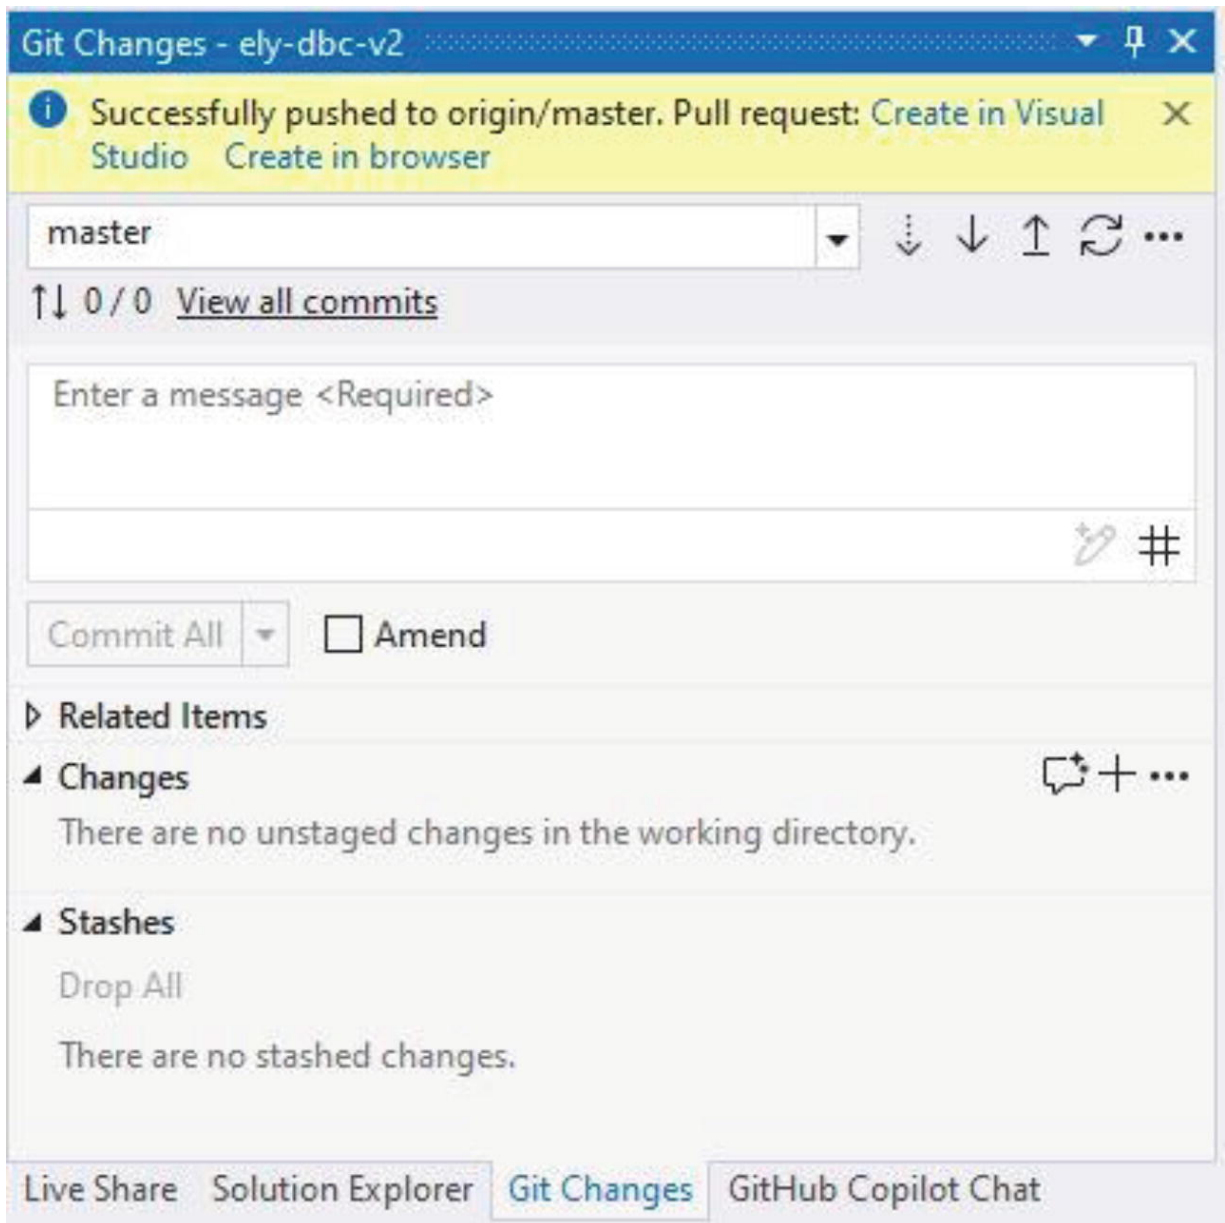 Git Changes - ely-dbc-v2
Successfully pushed to origin/master. Pull request: Create in Visual
Studio Create in browser
master
0 / 0 View all commits
Enter a message <Required>
Commit All Amend
Related Items
Changes
There are no unstaged changes in the working directory.
Stashes
Drop All
There are no stashed changes.
Live Share Solution Explorer Git Changes GitHub Copilot Chat